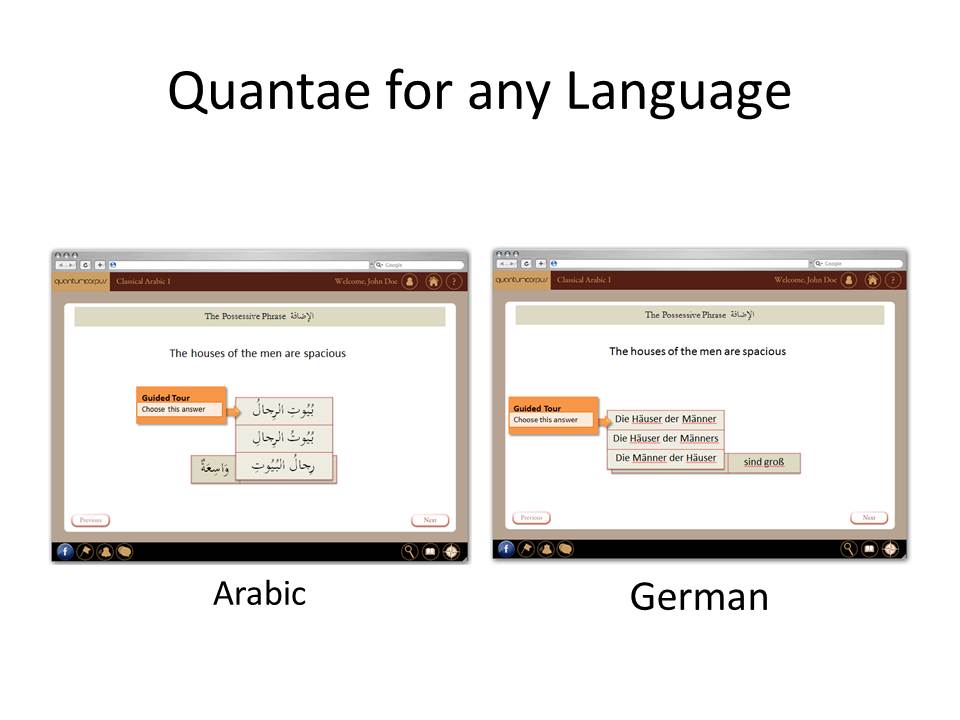 Quantae for any Language
Google
quantumcorpus
Classical Arabic 1
Welcome, John Doe
?
The Possessive Phrase الإضافة
The houses of the men are spacious
Guided Tour
Choose this answer
بُيُوتِ الرِجالُ
بُيُوتُ الرِجالِ
رِجالُ البُيُوتِ
وَاسِعَةٌ
Previous
Next
f
Arabic
Google
quantumcorpus
Classical Arabic 1
Welcome, John Doe
?
The Possessive Phrase الإضافة
The houses of the men are spacious
Guided Tour
Choose this answer
Die Häuser der Männer
Die Häuser der Männers
Die Männer der Häuser
sind groß
Previous
Next
f
German